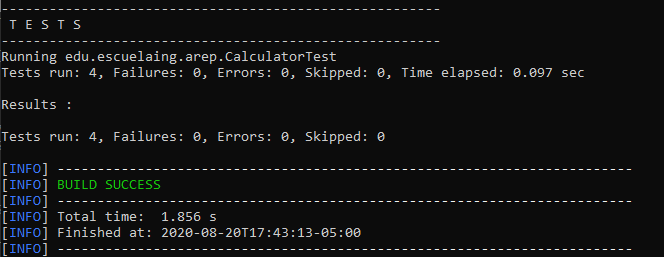 -------------------------------------------------------
 T E S T S
-------------------------------------------------------
Running edu.escuelaing.arep.CalculatorTest
Tests run: 4, Failures: 0, Errors: 0, Skipped: 0, Time elapsed: 0.097 sec

Results :

Tests run: 4, Failures: 0, Errors: 0, Skipped: 0

[INFO] ------------------------------------------------------------------------
[INFO] BUILD SUCCESS
[INFO] ------------------------------------------------------------------------
[INFO] Total time:  1.856 s
[INFO] Finished at: 2020-08-20T17:43:13-05:00
[INFO] ------------------------------------------------------------------------